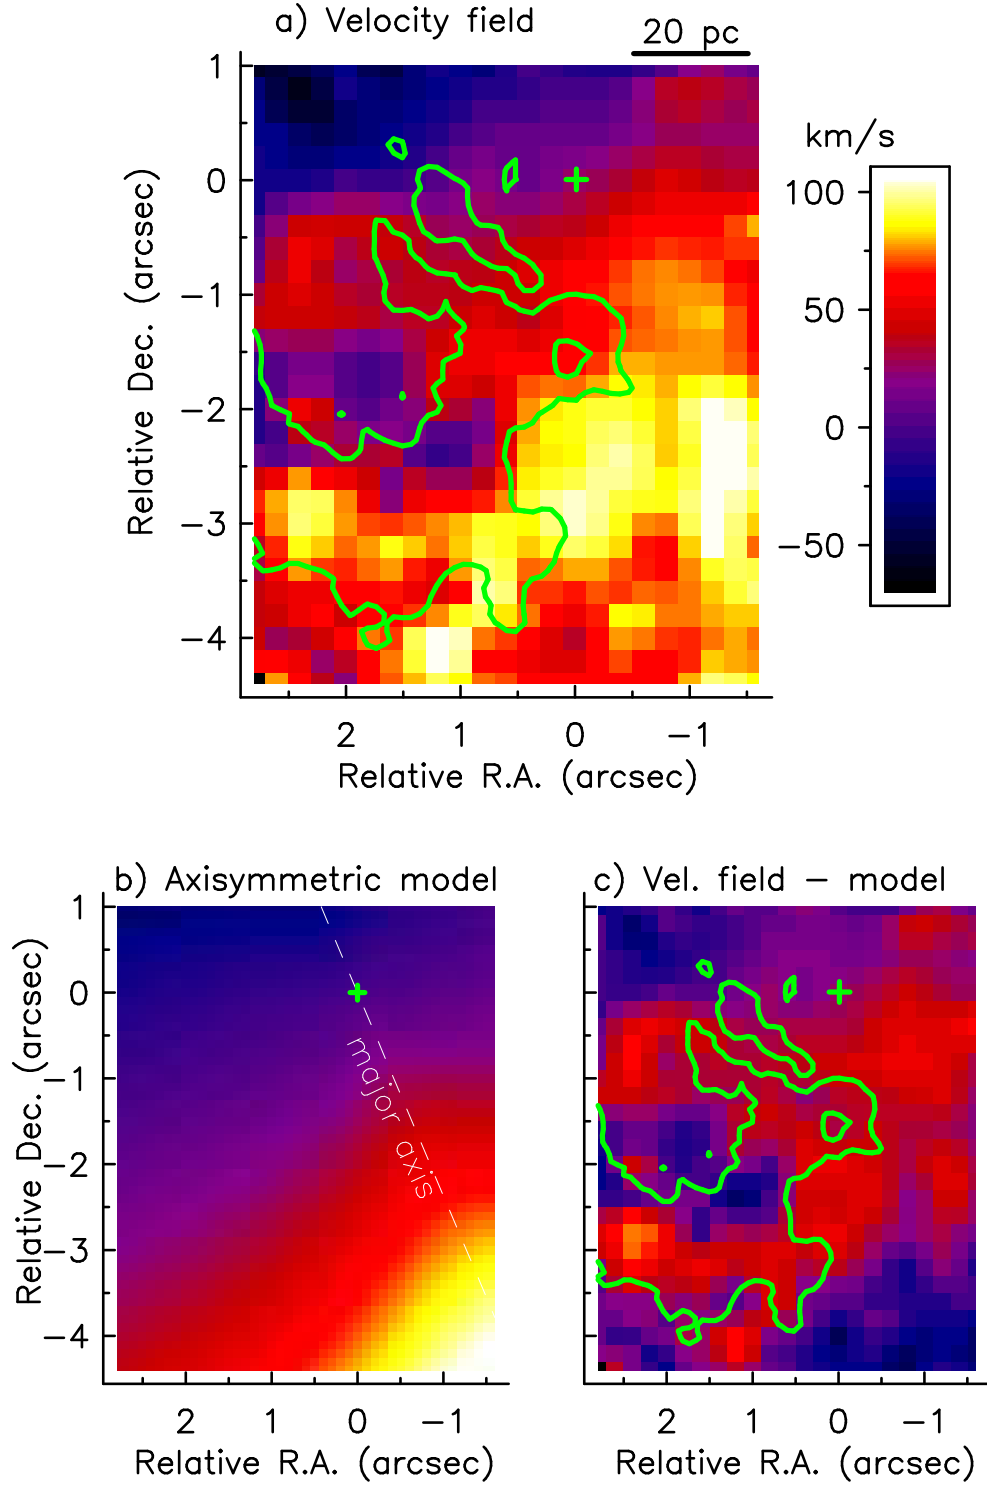 a) Velocity field
20 pc
km/s
1
0
−1
−2
−3
−4
Relative Dec. (arcsec)
100
50
0
−50
2 1 0 −1
Relative R.A. (arcsec)
b) Axisymmetric model
1
0
−1
−2
−3
−4
Relative Dec. (arcsec)
major axis
2 1 0 −1
Relative R.A. (arcsec)
c) Vel. field − model
2 1 0 −1
Relative R.A. (arcsec)